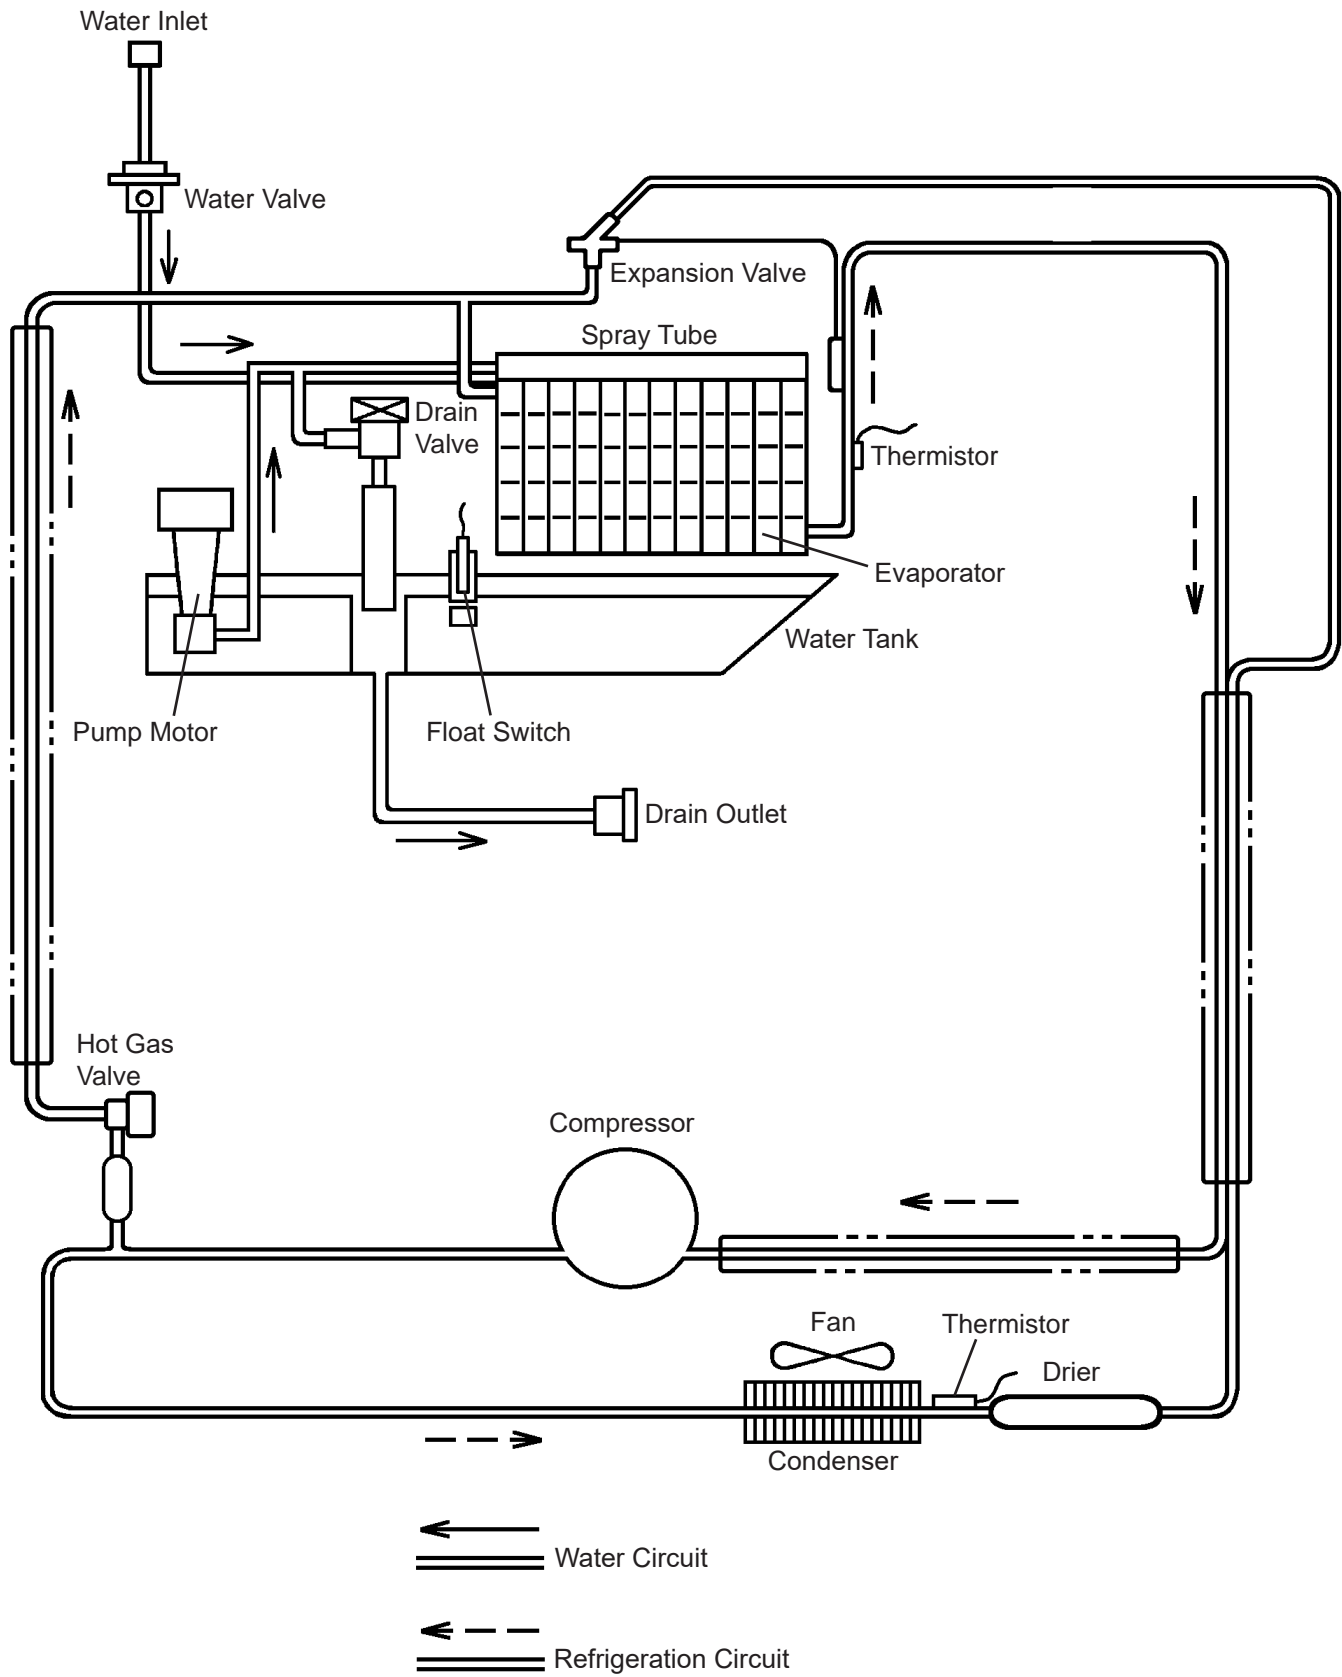 Water Inlet
Water Valve
Expansion Valve
Spray Tube
Drain
Valve
Thermistor
Evaporator
Water Tank
Pump Motor
Float Switch
Drain Outlet
Hot Gas
Valve
Compressor
Fan
Thermistor
Drier
Condenser
Water Circuit
Refrigeration Circuit